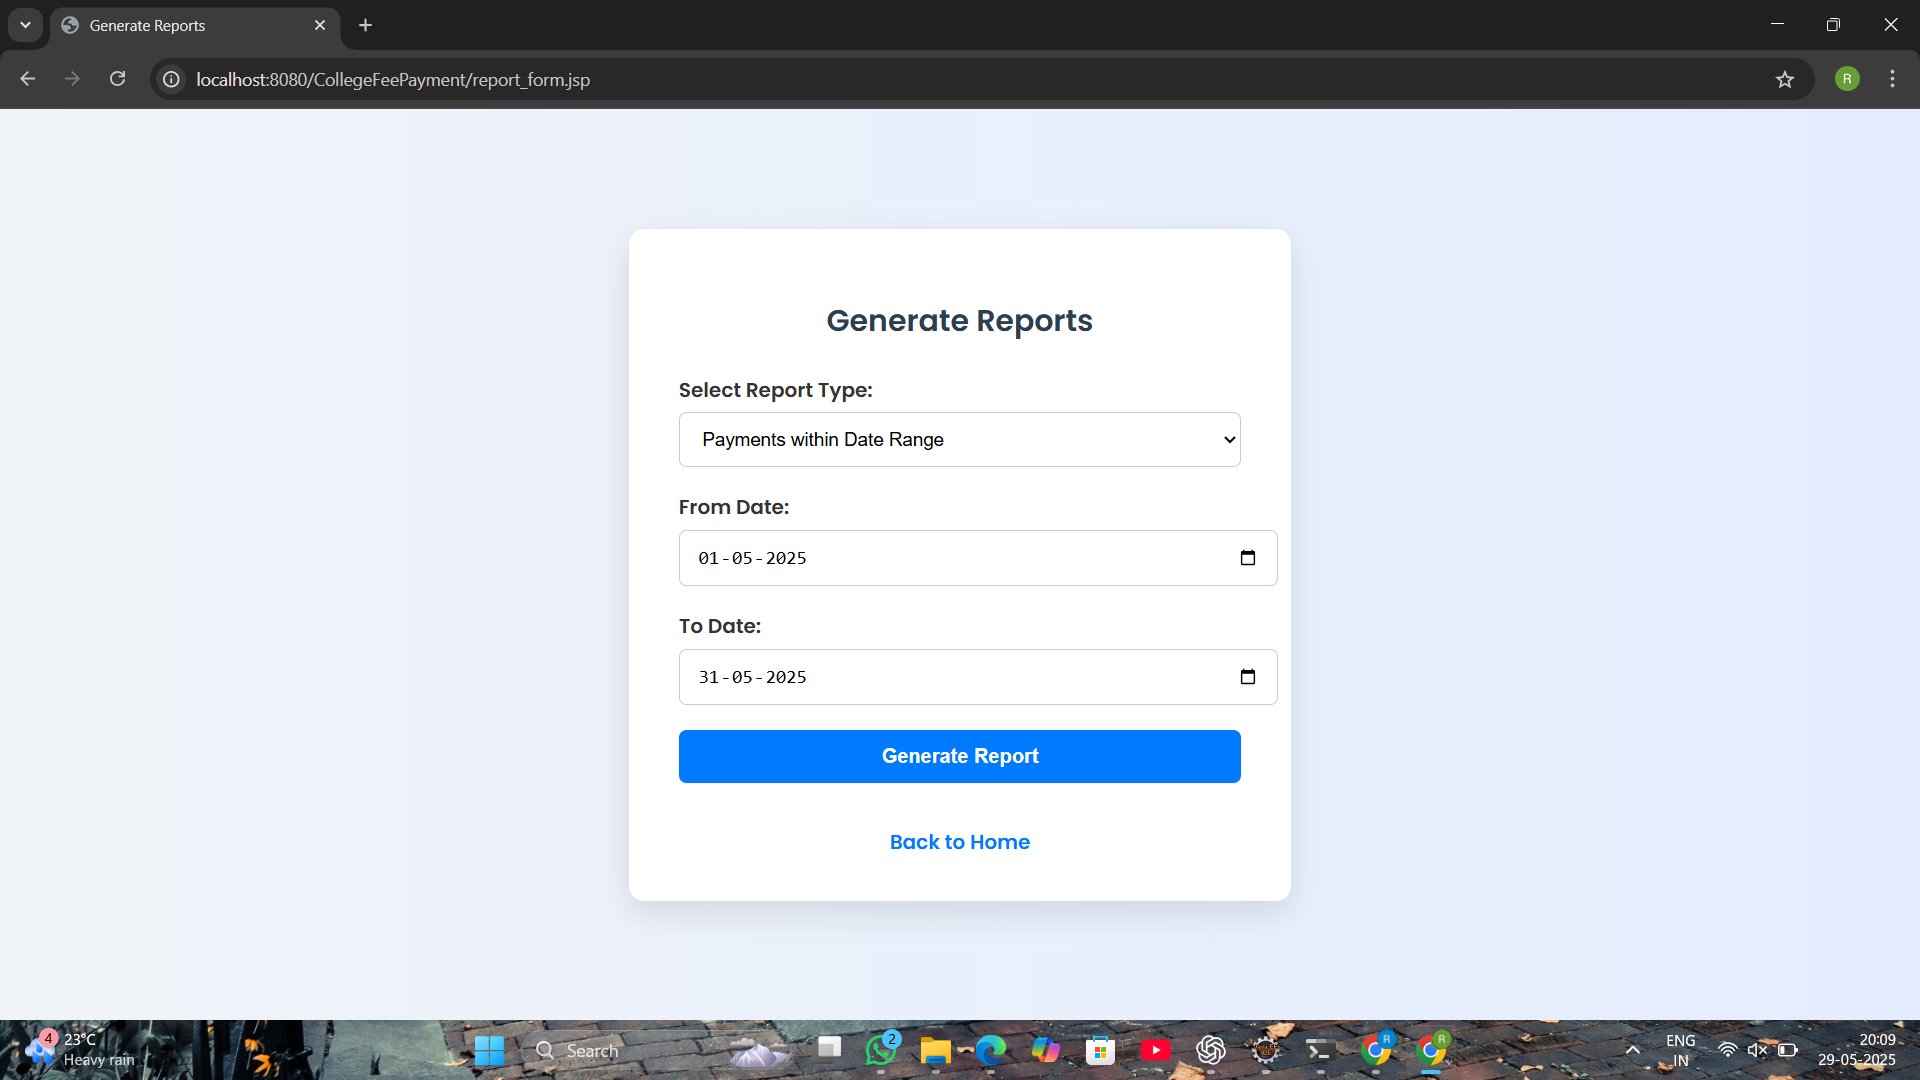 Generate Reports
localhost:8080/CollegeFeePayment/report_form.jsp
R
Generate Reports
Select Report Type:
Payments within Date Range
From Date:
01-05-2025
To Date:
31-05-2025
Generate Report
Back to Home
4
23°C
Heavy rain
Search
2
R
R
ENG
IN
20:09
29-05-2025